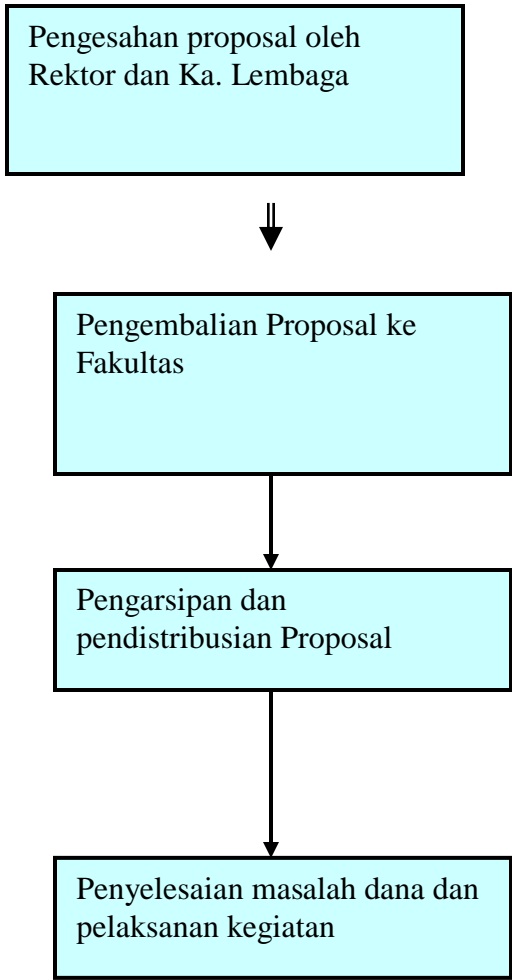 Pengesahan proposal oleh
Rektor dan Ka. Lembaga
Pengembalian Proposal ke
Fakultas
Pengarsipan dan
pendistribusian Proposal
Penyelesaian masalah dana dan
pelaksanan kegiatan